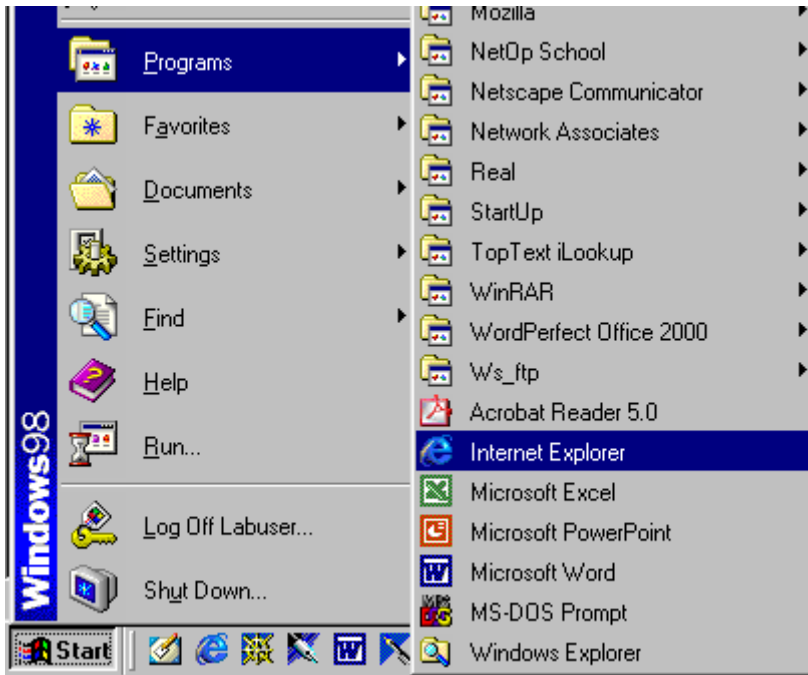 Windows98
Programs
Favorites
Documents
Settings
Find
Help
Run...
Log Off Labuser...
Shut Down...
Start
Mozilla
NetOp School
Netscape Communicator
Network Associates
Real
StartUp
TopText iLookup
WinRAR
WordPerfect Office 2000
Ws_ftp
Acrobat Reader 5.0
Internet Explorer
Microsoft Excel
Microsoft PowerPoint
Microsoft Word
MS-DOS Prompt
Windows Explorer